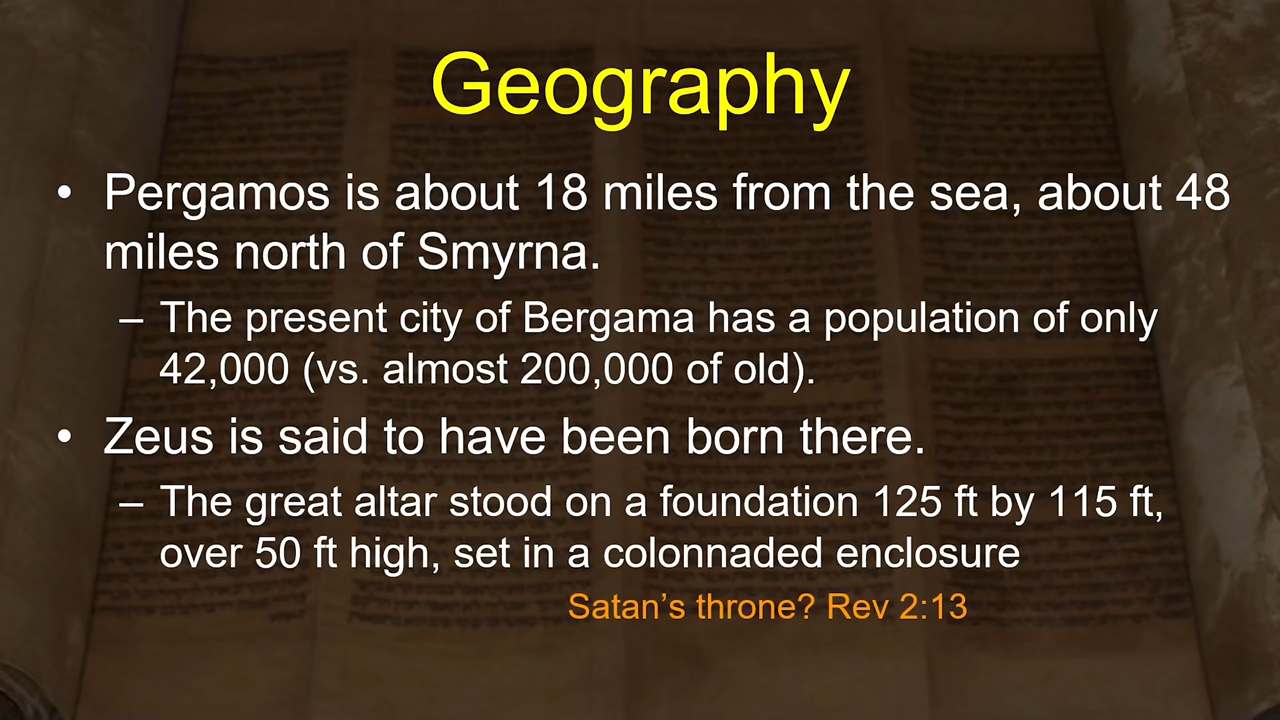 Geography
• Pergamos is about 18 miles from the sea, about 48
miles north of Smyrna.
– The present city of Bergama has a population of only
42,000 (vs. almost 200,000 of old).
• Zeus is said to have been born there.
– The great altar stood on a foundation 125 ft by 115 ft,
over 50 ft high, set in a colonnaded enclosure
Satan’s throne? Rev 2:13